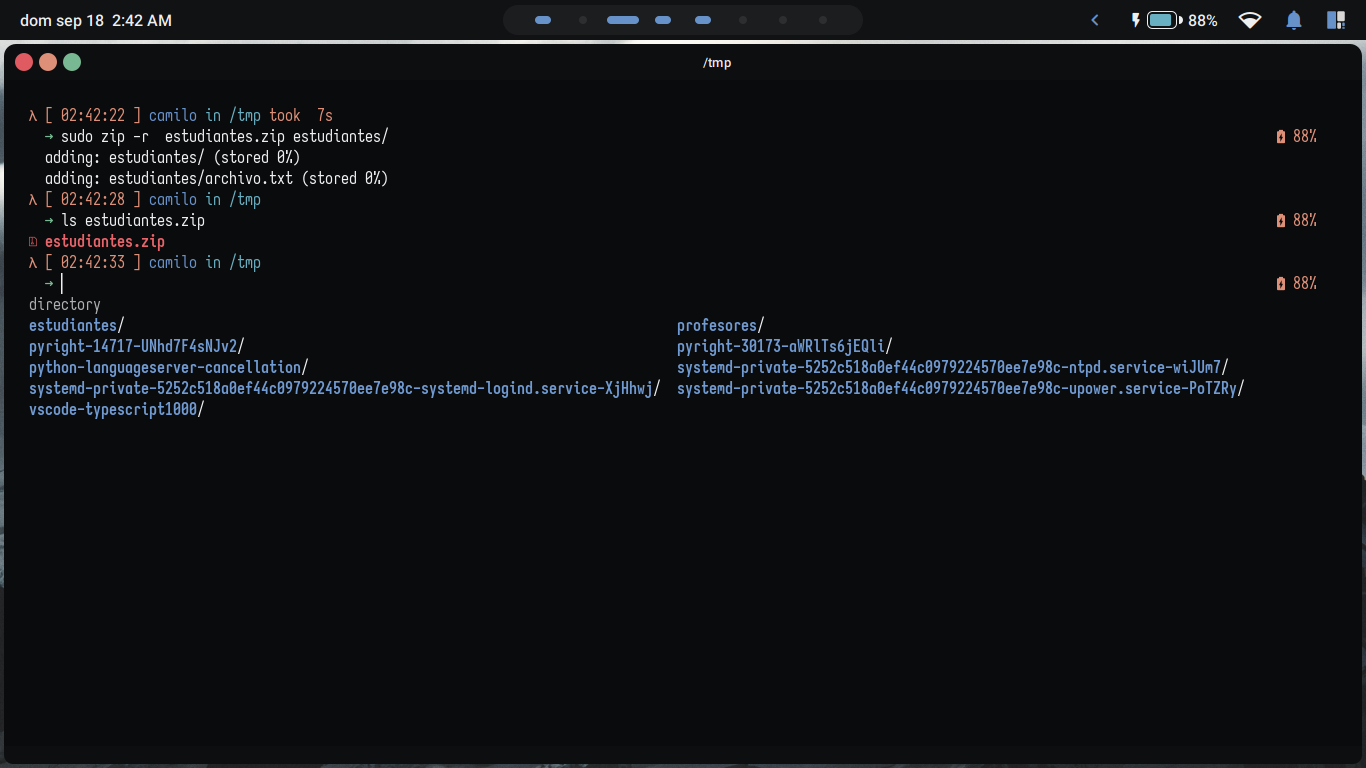 dom sep 18 2:42 AM
88%
/tmp
λ [ 02:42:22 ] camilo in /tmp took 7s
→ sudo zip -r  estudiantes.zip estudiantes/ 88%
adding: estudiantes/ (stored 0%)
adding: estudiantes/archivo.txt (stored 0%)
λ [ 02:42:28 ] camilo in /tmp
→ ls estudiantes.zip 88%
estudiantes.zip
λ [ 02:42:33 ] camilo in /tmp
→ 88%
directory
estudiantes/ profesores/
pyright-14717-UNhd7F4sNJv2/ pyright-30173-aWRlTs6jEQli/
python-languageserver-cancellation/ systemd-private-5252c518a0ef44c0979224570ee7e98c-ntpd.service-wiJUm7/
systemd-private-5252c518a0ef44c0979224570ee7e98c-systemd-logind.service-XjHhwj/ systemd-private-5252c518a0ef44c0979224570ee7e98c-upower.service-PoTZRy/
vscode-typescript1000/